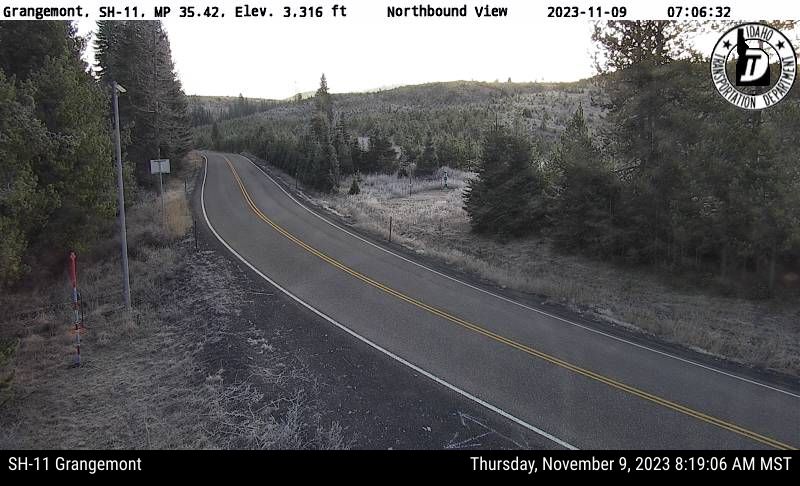 Grangemont, SH-11, MP 35.42, Elev. 3,316 ft Northbound View 2023-11-09 07:06:32
IDAHO
TRANSPORTATION DEPARTMENT
SH-11 Grangemont Thursday, November 9, 2023 8:19:06 AM MST